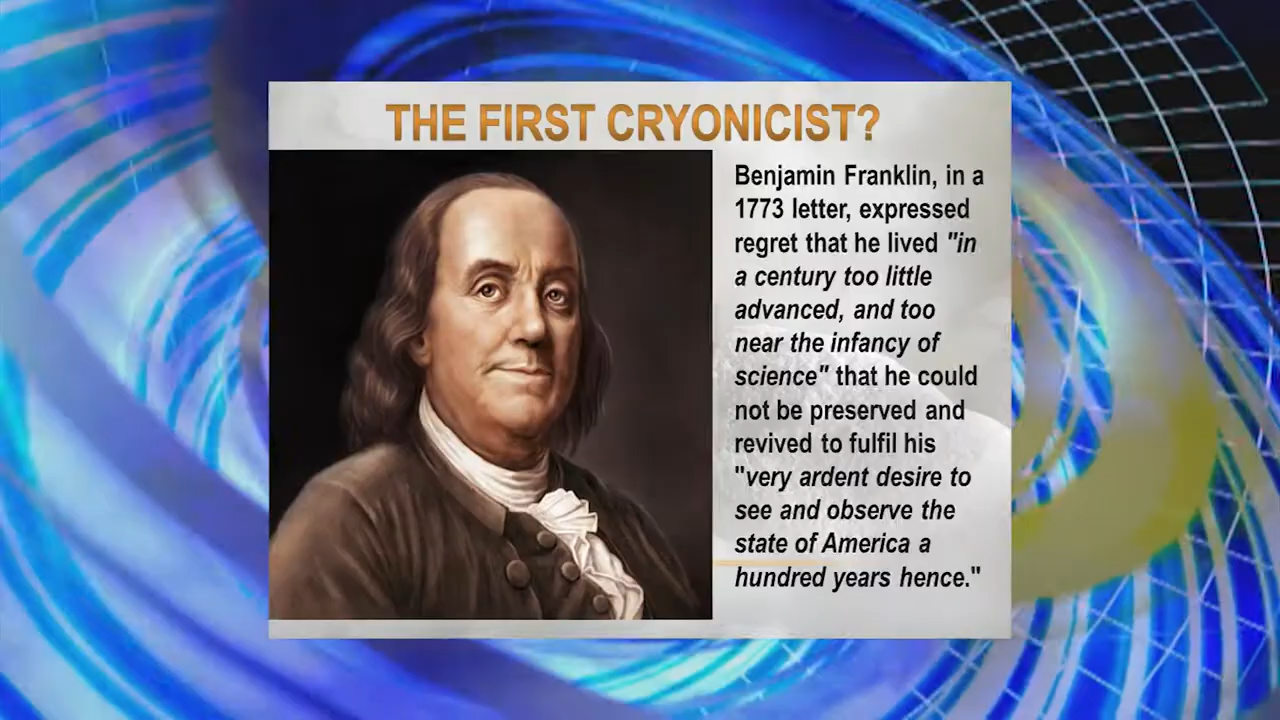 THE FIRST CRYONICIST?
Benjamin Franklin, in a
1773 letter, expressed
regret that he lived "in
a century too little
advanced, and too
near the infancy of
science" that he could
not be preserved and
revived to fulfil his
"very ardent desire to
see and observe the
state of America a
hundred years hence."